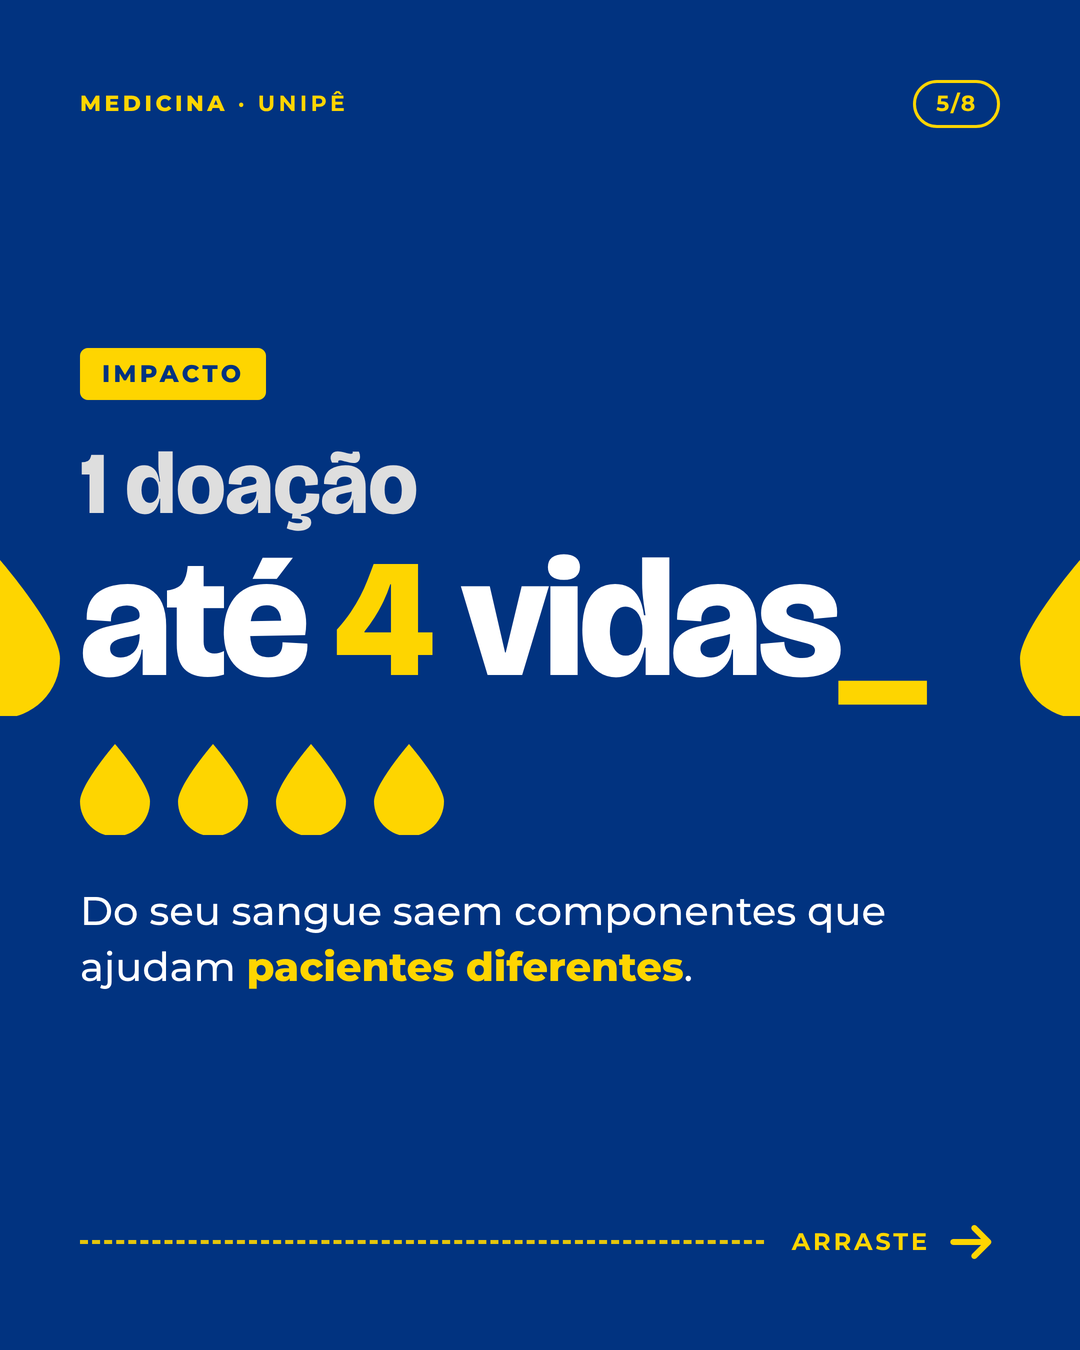 MEDICINA · UNIPÊ
5/8
IMPACTO
1 doação
até 4 vidas_
Do seu sangue saem componentes que
ajudam pacientes diferentes.
ARRASTE →